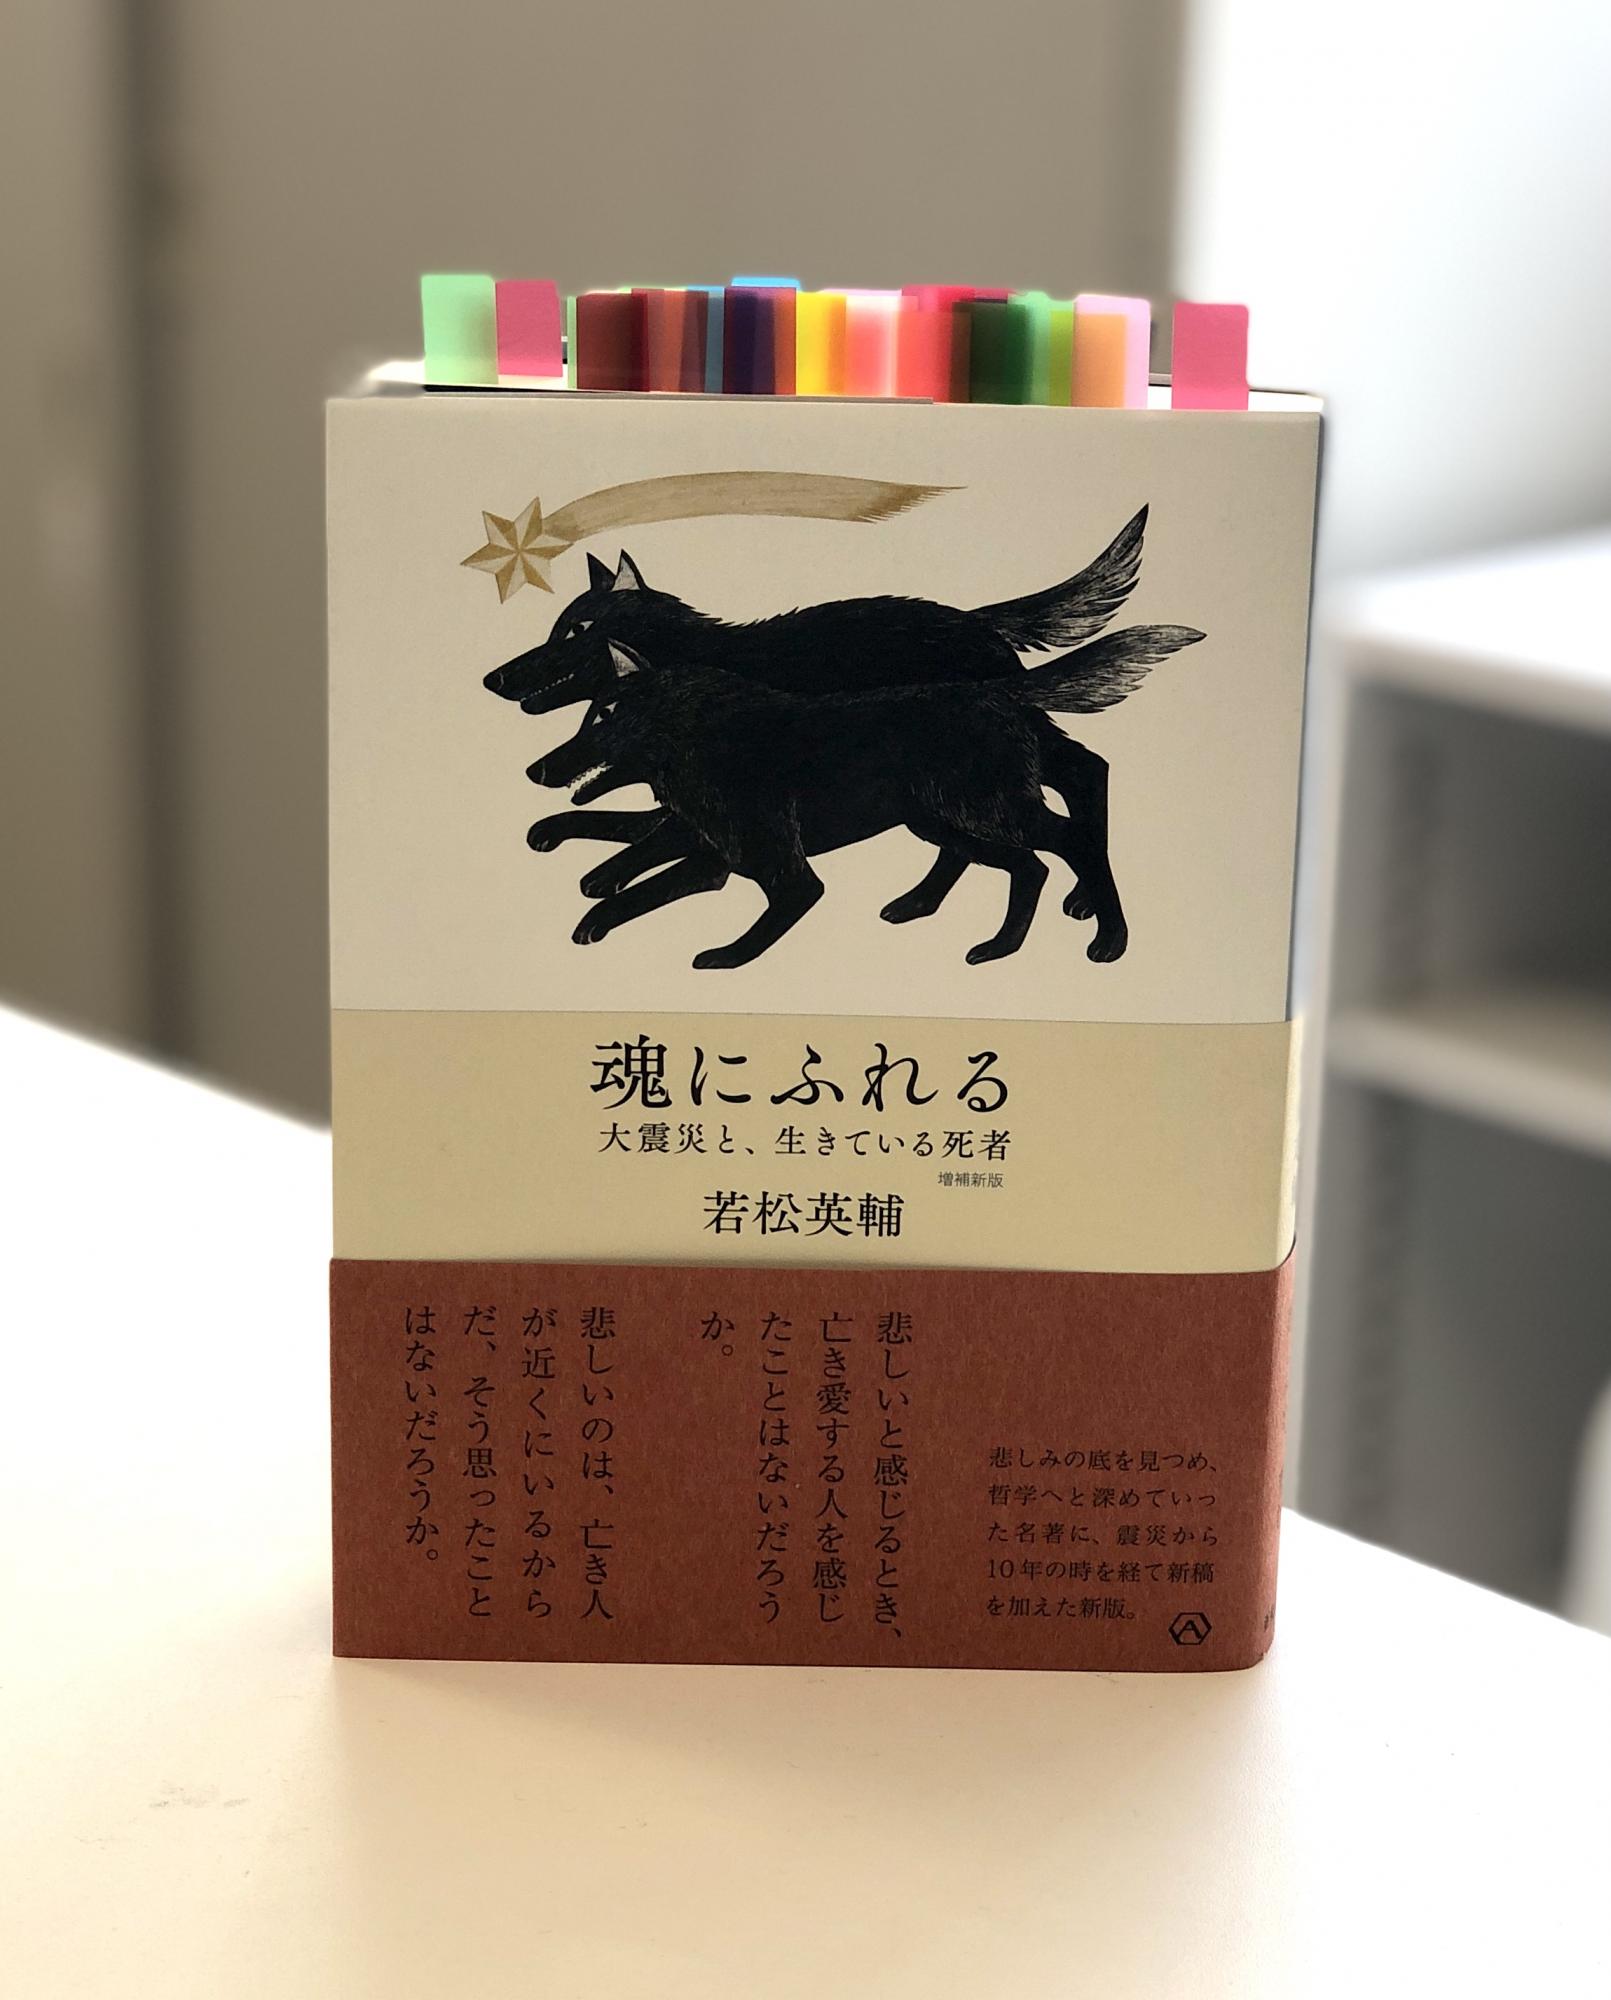 魂にふれる
大震災と、生きている死者
増補新版
若松英輔
悲しみの底を見つめ、
哲学へと深めていっ
た名著に、震災から
10年の時を経て新稿
を加えた新版。
A
悲しいと感じるとき、
亡き愛する人を感じ
たことはないだろう
か。
悲しいのは、亡き人
が近くにいるから
だ、そう思ったこと
はないだろうか。